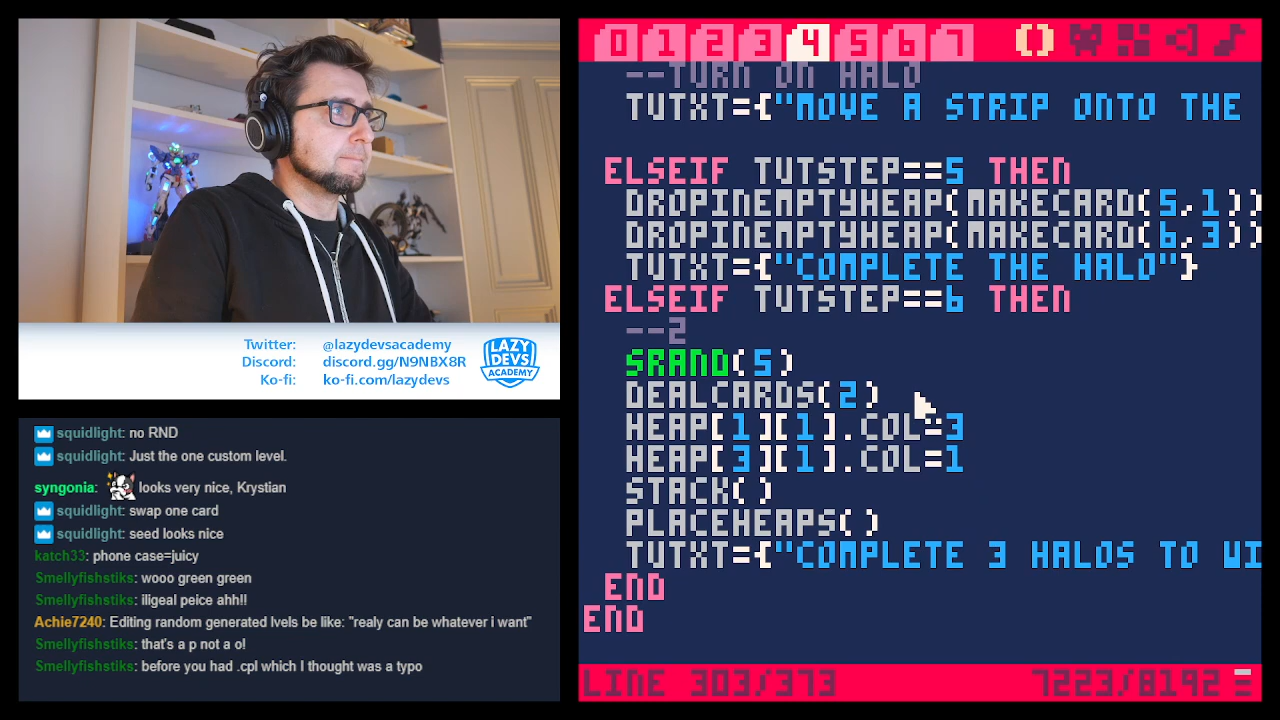 Twitter: @lazydevsacademy
Discord: discord.gg/N9NBX8R
Ko-fi: ko-fi.com/lazydevs
LAZY
DEVS
ACADEMY
squidlight: no RND
squidlight: Just the one custom level.
syngonia: looks very nice, Krystian
squidlight: swap one card
squidlight: seed looks nice
katch33: phone case=juicy
Smellyfishstiks: wooo green green
Smellyfishstiks: iligeal peice ahh!!
Achie7240: Editing random generated lvels be like: "realy can be whatever i want"
Smellyfishstiks: that's a p not a o!
Smellyfishstiks: before you had .cpl which I thought was a typo
0 1 2 3 4 5 6 7 ()
--TURN ON HALO
TUTXT={"MOVE A STRIP ONTO THE
ELSEIF TUTSTEP==5 THEN
DROPINEMPTYHEAP(MAKECARD(5,1))
DROPINEMPTYHEAP(MAKECARD(6,3))
TUTXT={"COMPLETE THE HALO"}
ELSEIF TUTSTEP==6 THEN
--2
SRAND(5)
DEALCARDS(2)
HEAP[1][1].COL=3
HEAP[3][1].COL=1
STACK()
PLACEHEAPS()
TUTXT={"COMPLETE 3 HALOS TO WI
END
END
LINE 303/373 7223/8192